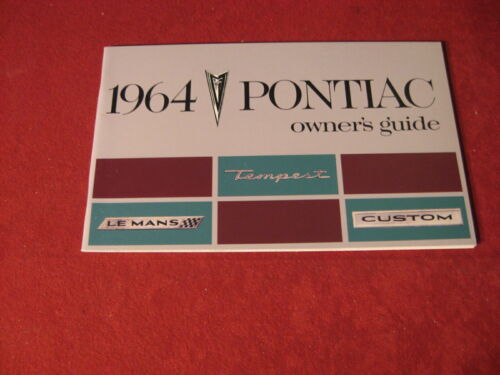 1964 PONTIAC
owner's guide
Tempest
LE MANS
CUSTOM